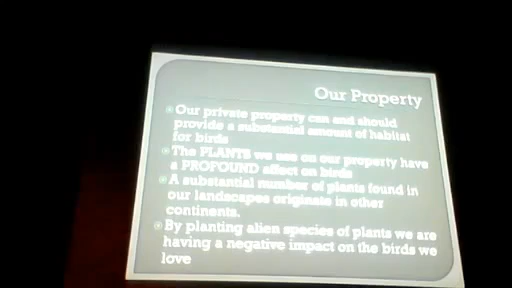 Our Property
Our private property can and should
provide a substantial amount of habitat
for birds
The PLANTS we use on our property have
a PROFOUND affect on birds
A substantial number of plants found in
our landscapes originate in other
continents.
By planting alien species of plants we are
having a negative impact on the birds we
love